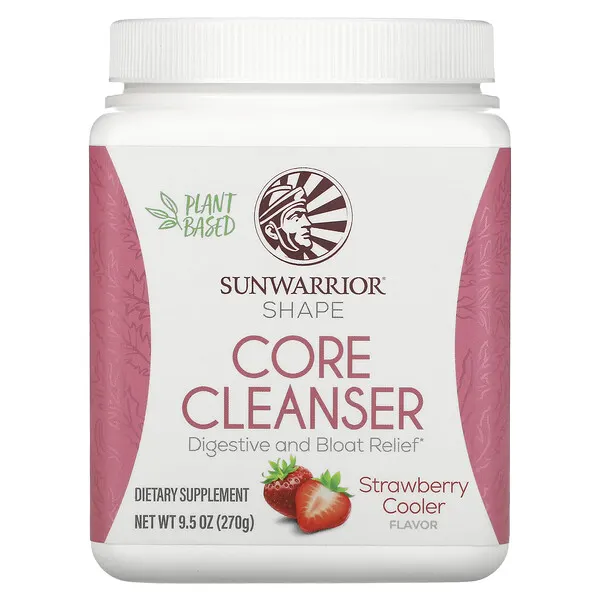 PLANT
BASED
SUNWARRIOR®
SHAPE
CORE
CLEANSER
Digestive and Bloat Relief*
Strawberry
Cooler
FLAVOR
DIETARY SUPPLEMENT
NET WT 9.5 OZ (270g)